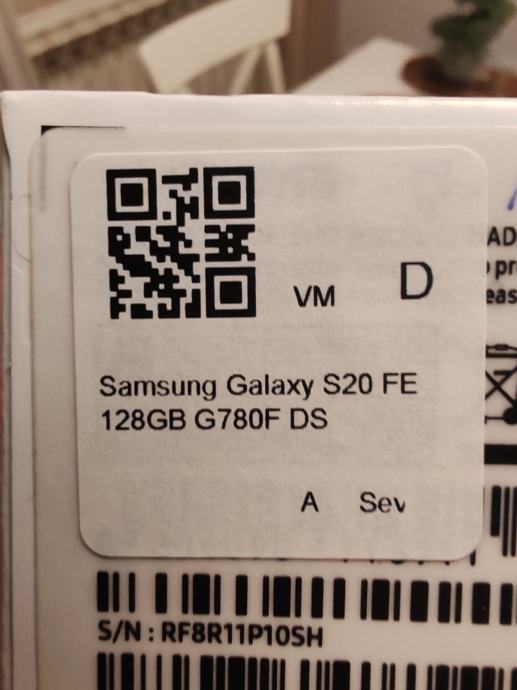 VM D
Samsung Galaxy S20 FE
128GB G780F DS
A Sev
S/N : RF8R11P10SH